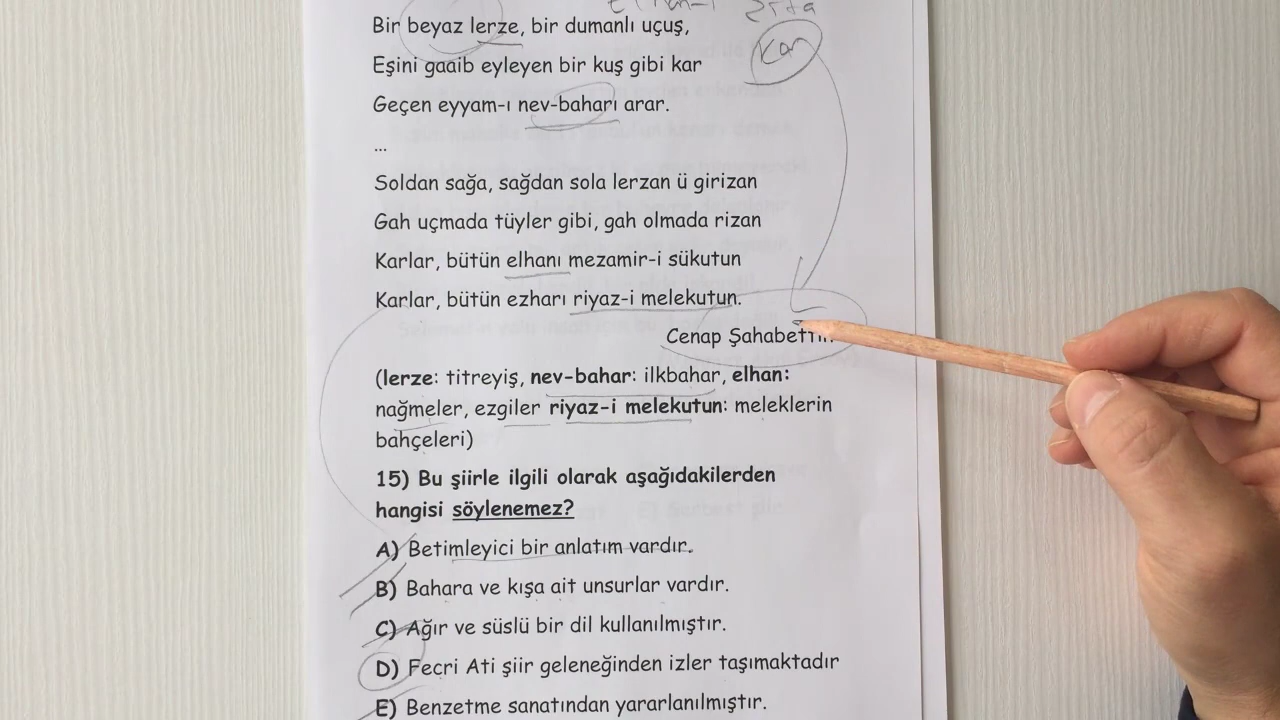 Bir beyaz lerze, bir dumanlı uçuş,
Eşini gaaib eyleyen bir kuş gibi kar
kar
Geçen eyyam-ı nev-baharı arar.
...
Soldan sağa, sağdan sola lerzan ü girizan
Gah uçmada tüyler gibi, gah olmada rizan
Karlar, bütün elhanı mezamir-i sükutun
Karlar, bütün ezharı riyaz-i melekutun.
Cenap Şahabettin
(lerze: titreyiş, nev-bahar: ilkbahar, elhan:
nağmeler, ezgiler riyaz-i melekutun: meleklerin
bahçeleri)
15) Bu şiirle ilgili olarak aşağıdakilerden
hangisi söylenemez?
A) Betimleyici bir anlatım vardır.
B) Bahara ve kışa ait unsurlar vardır.
C) Ağır ve süslü bir dil kullanılmıştır.
D) Fecri Ati şiir geleneğinden izler taşımaktadır
E) Benzetme sanatından yararlanılmıştır.